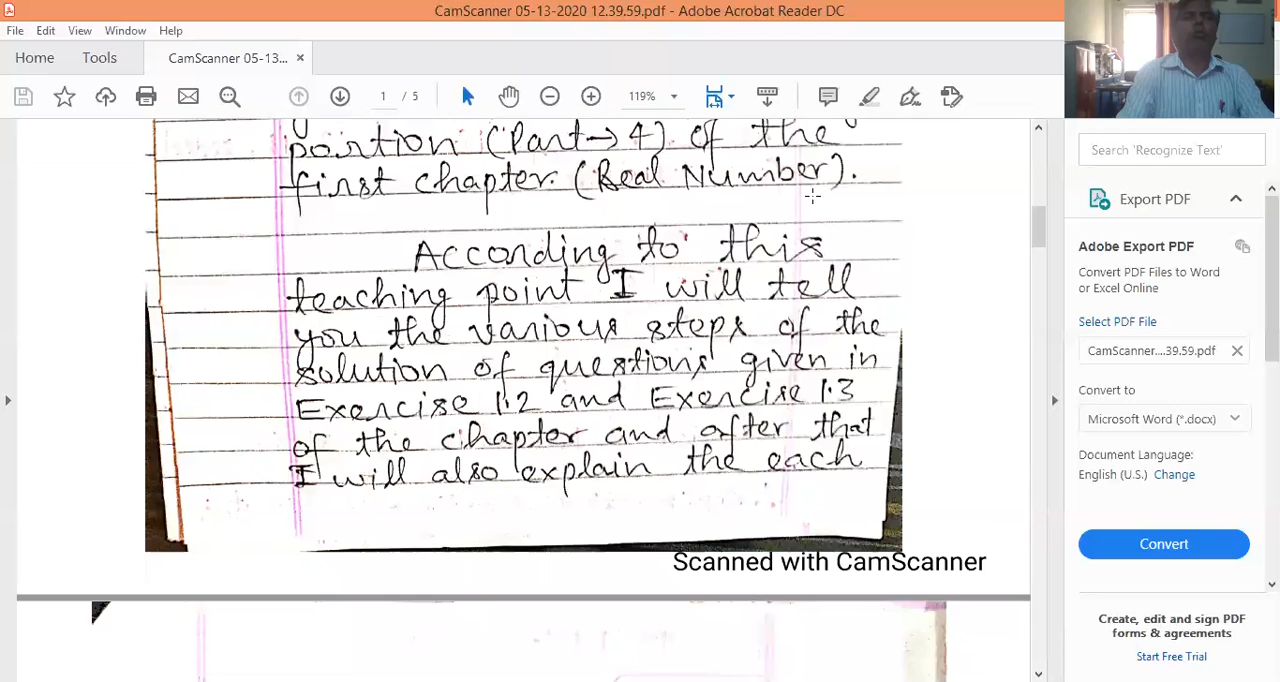 CamScanner 05-13-2020 12.39.59.pdf - Adobe Acrobat Reader DC
File Edit View Window Help
Home Tools CamScanner 05-13... ×
1 / 5 119%
portion (Part→4) of the
first chapter. (Real Number).
According to this
teaching point I will tell
you the various steps of the
solution of questions given in
Exercise 1.2 and Exercise 1.3
of the chapter and after that
I will also explain the each
Scanned with CamScanner
Search 'Recognize Text'
Export PDF
Adobe Export PDF
Convert PDF Files to Word
or Excel Online
Select PDF File
CamScanner....39.59.pdf
Convert to
Microsoft Word (*.docx)
Document Language:
English (U.S.) Change
Convert
Create, edit and sign PDF
forms & agreements
Start Free Trial